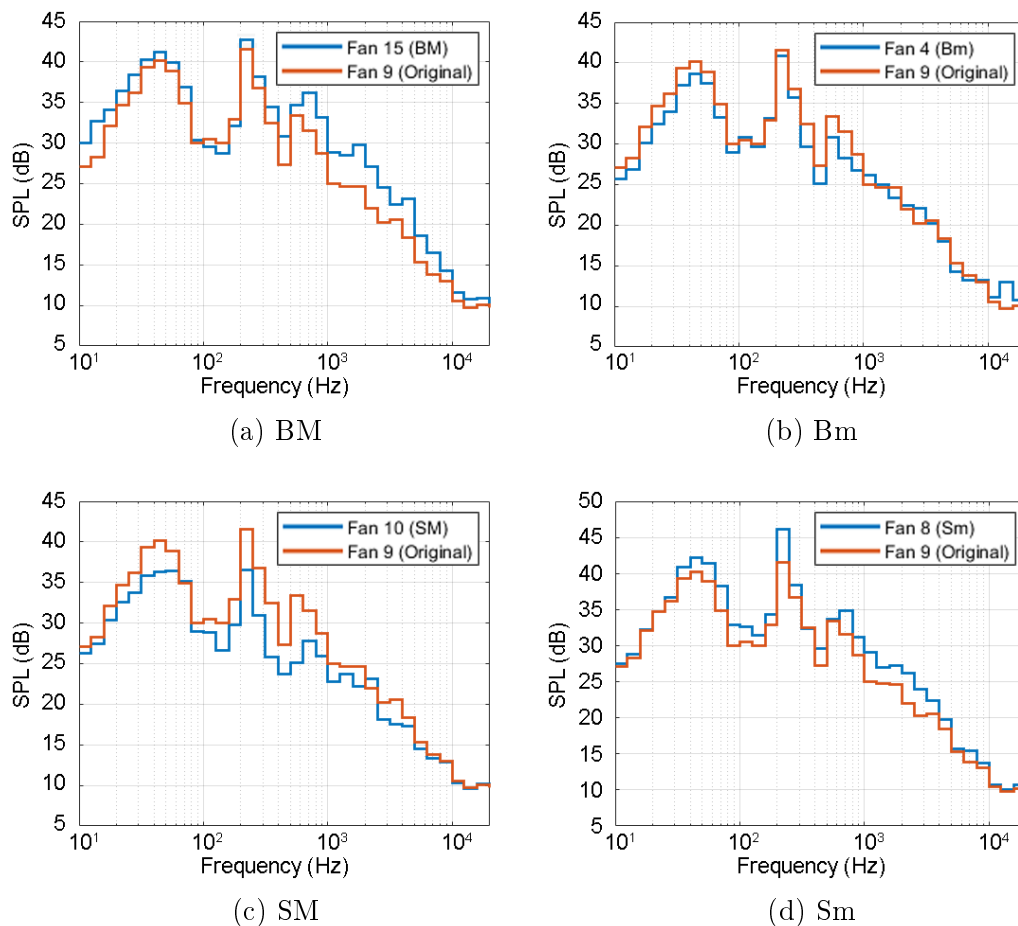 45
40
35
30
25
20
15
10
5
SPL (dB)
Fan 15 (BM)
Fan 9 (Original)
10^1 10^2 10^3 10^4
Frequency (Hz)
(a) BM
45
40
35
30
25
20
15
10
5
SPL (dB)
Fan 4 (Bm)
Fan 9 (Original)
10^1 10^2 10^3 10^4
Frequency (Hz)
(b) Bm
45
40
35
30
25
20
15
10
5
SPL (dB)
Fan 10 (SM)
Fan 9 (Original)
10^1 10^2 10^3 10^4
Frequency (Hz)
(c) SM
50
45
40
35
30
25
20
15
10
5
SPL (dB)
Fan 8 (Sm)
Fan 9 (Original)
10^1 10^2 10^3 10^4
Frequency (Hz)
(d) Sm